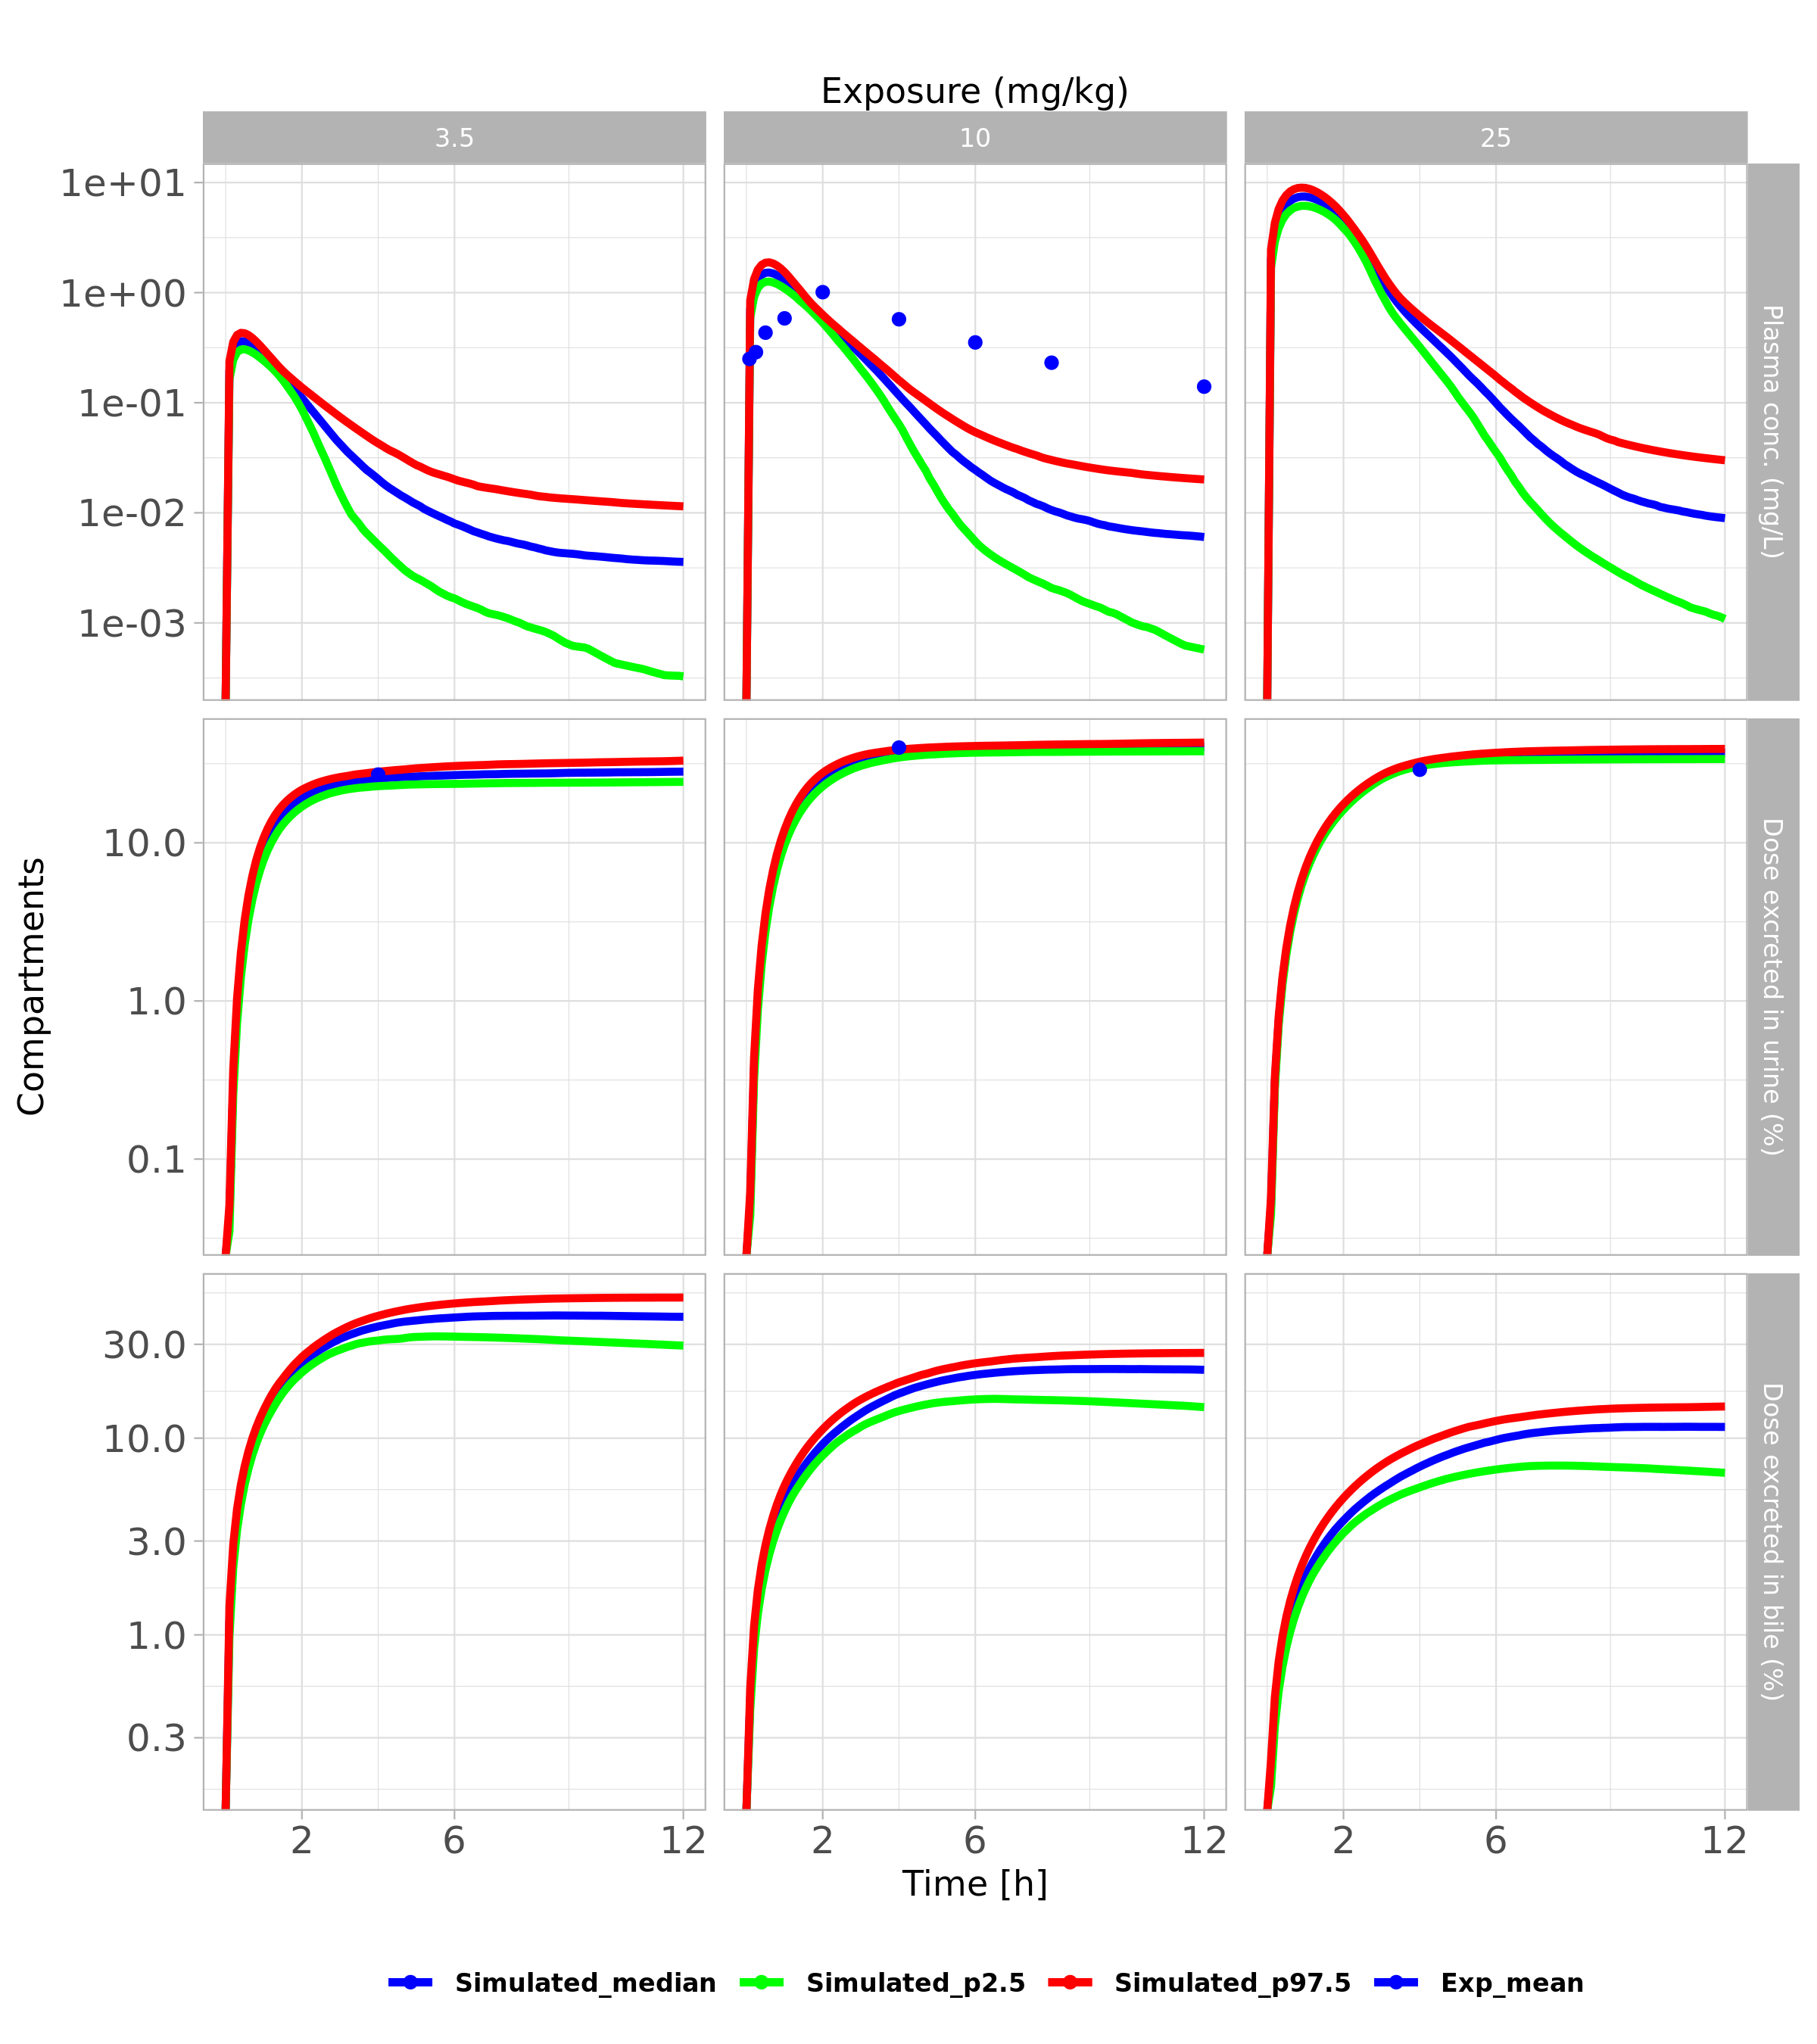 Exposure (mg/kg)
3.5 10 25
1e+01
1e+00
1e-01
1e-02
1e-03
Plasma conc. (mg/L)
Compartments
10.0
1.0
0.1
Dose excreted in urine (%)
30.0
10.0
3.0
1.0
0.3
Dose excreted in bile (%)
2 6 12 2 6 12 2 6 12
Time [h]
Simulated_median Simulated_p2.5 Simulated_p97.5 Exp_mean